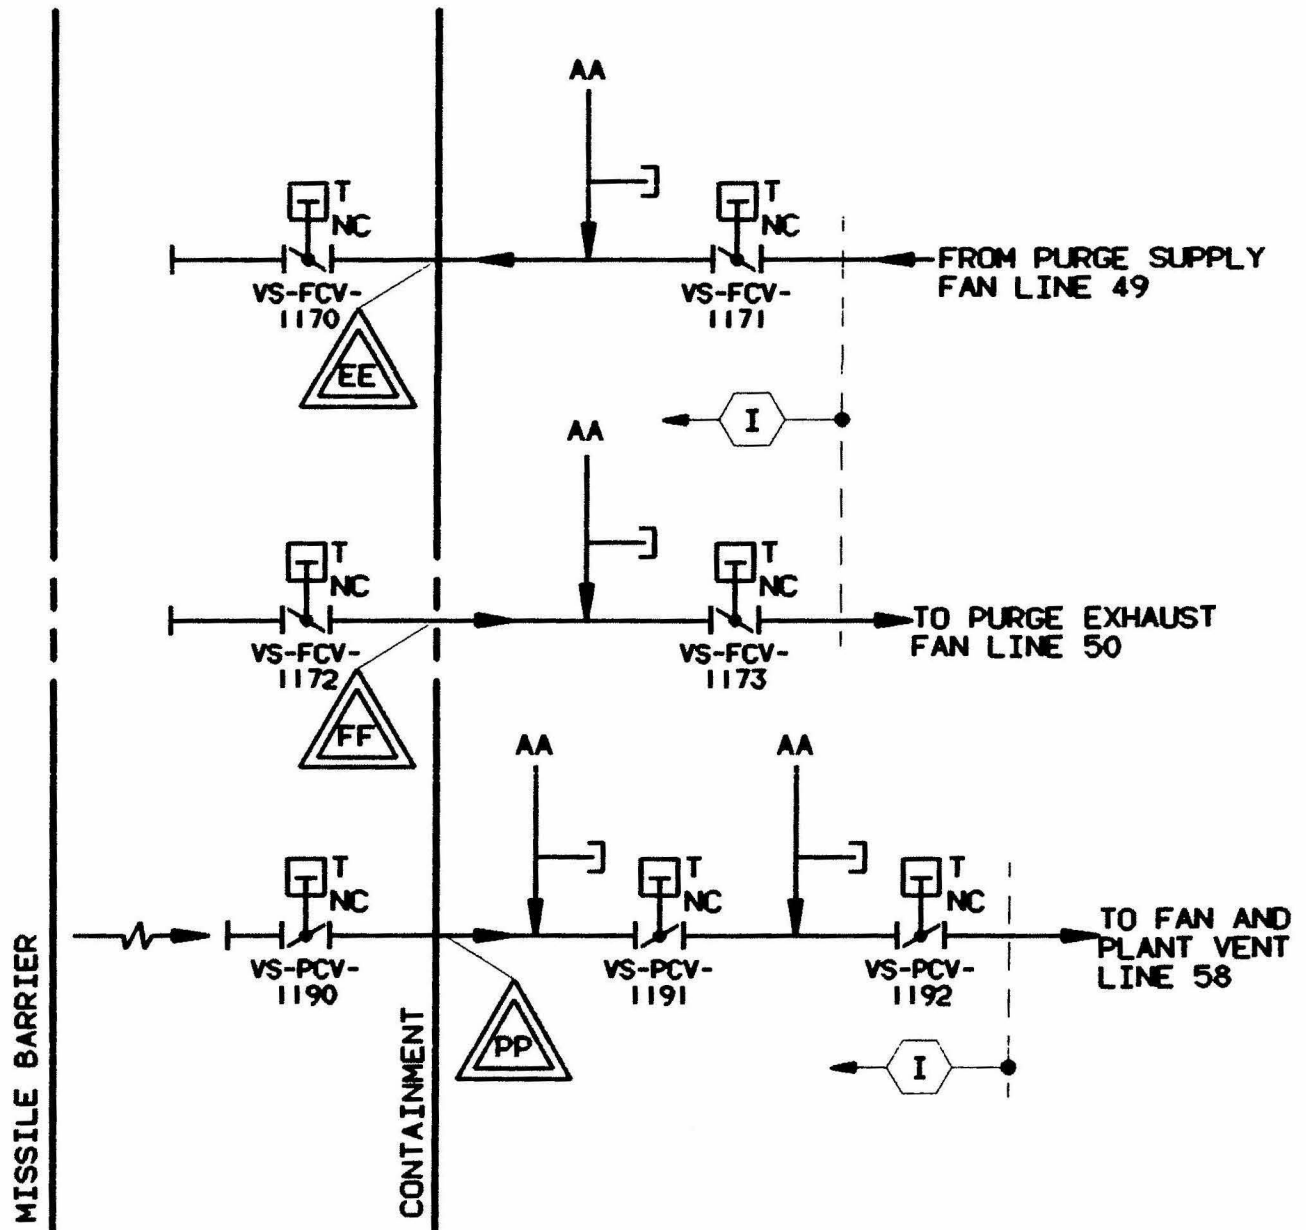 AA
T
NC
T
NC
VS-FCV-
1170
VS-FCV-
1171
FROM PURGE SUPPLY
FAN LINE 49
EE
I
AA
T
NC
T
NC
VS-FCV-
1172
VS-FCV-
1173
TO PURGE EXHAUST
FAN LINE 50
FF
AA
AA
T
NC
T
NC
T
NC
VS-PCV-
1190
VS-PCV-
1191
VS-PCV-
1192
TO FAN AND
PLANT VENT
LINE 58
PP
I
MISSILE BARRIER
CONTAINMENT